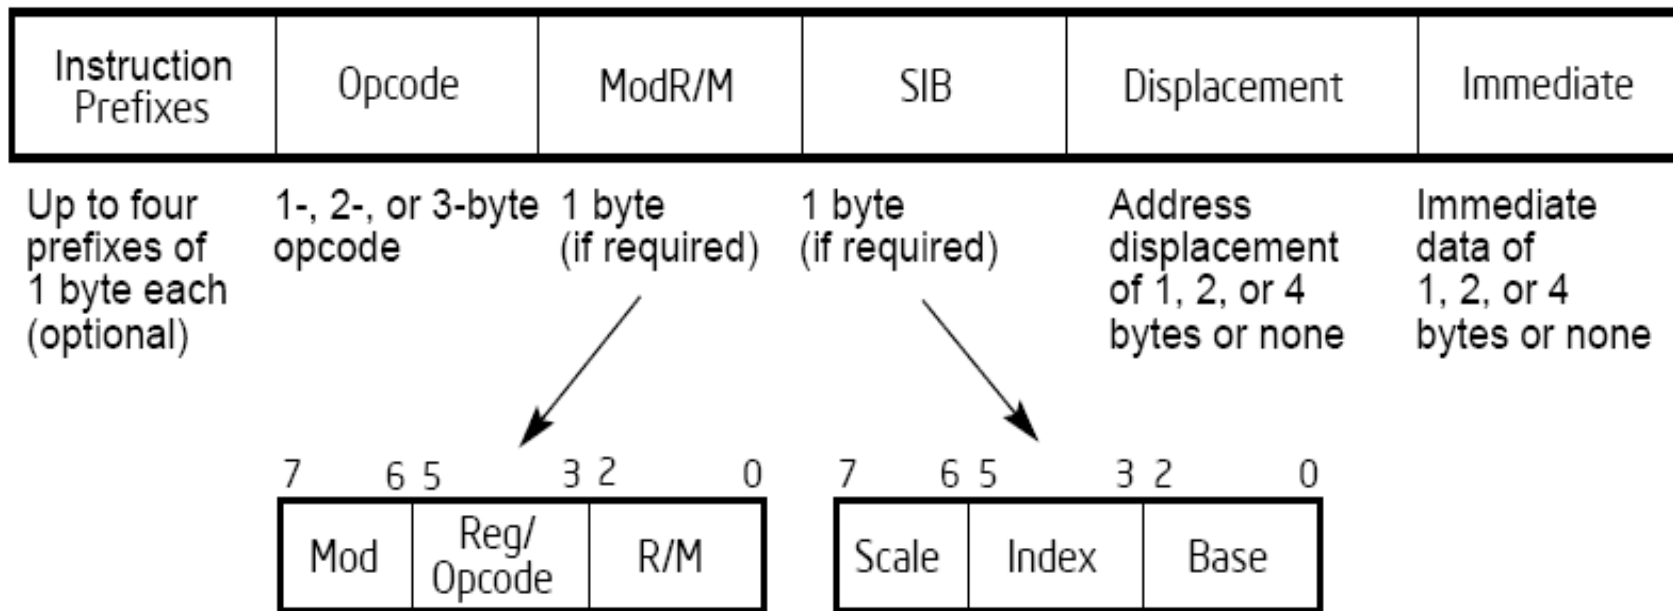 Instruction
Prefixes
Opcode
ModR/M
SIB
Displacement
Immediate
Up to four
prefixes of
1 byte each
(optional)
1-, 2-, or 3-byte
opcode
1 byte
(if required)
1 byte
(if required)
Address
displacement
of 1, 2, or 4
bytes or none
Immediate
data of
1, 2, or 4
bytes or none
7 6 5 3 2 0
Mod
Reg/
Opcode
R/M
7 6 5 3 2 0
Scale
Index
Base